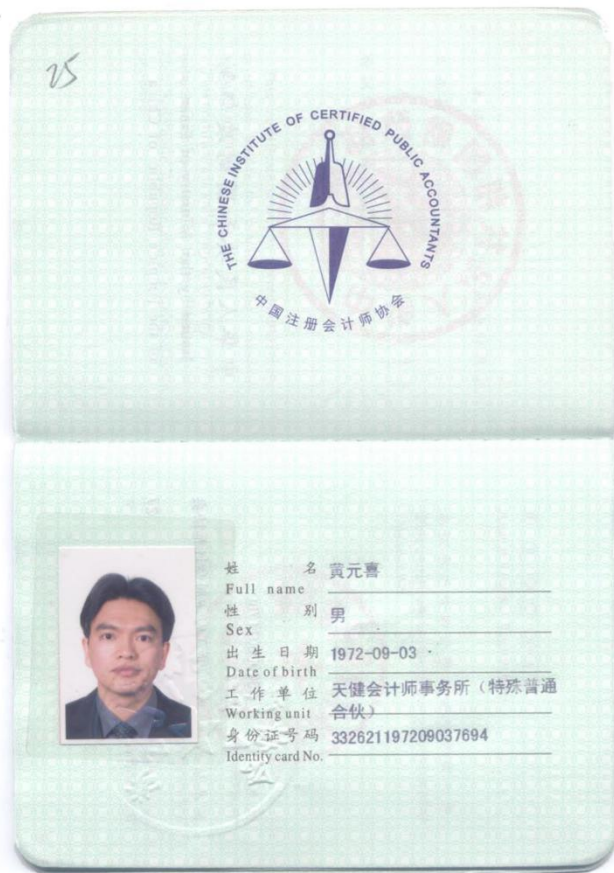 25
THE CHINESE INSTITUTE OF CERTIFIED PUBLIC ACCOUNTANTS
中国注册会计师协会
姓 名 黄元喜
Full name
性 别 男
Sex
出生日期 1972-09-03
Date of birth
工作单位 天健会计师事务所（特殊普通
Working unit 合伙）
身份证号码 332621197209037694
Identify card No.